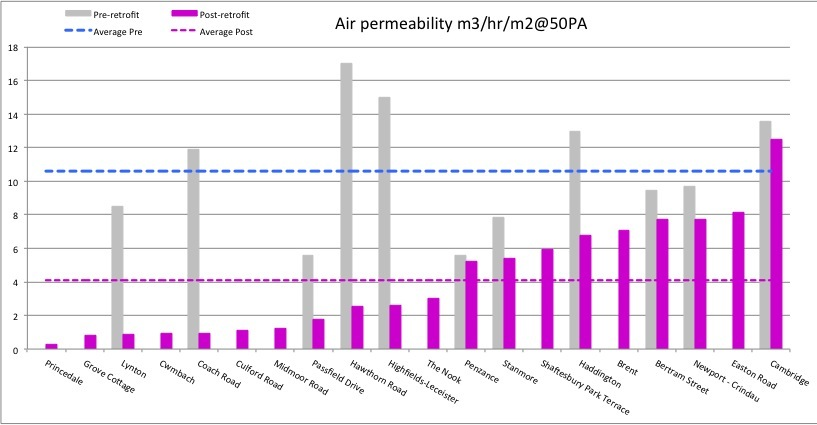 Pre-retrofit
Post-retrofit
Average Pre
Average Post
Air permeability m3/hr/m2@50PA
18
16
14
12
10
8
6
4
2
0
Princedale
Grove Cottage
Lynton
Cwmbach
Coach Road
Culford Road
Midmoor Road
Passfield Drive
Hawthorn Road
Highfields-Leceister
The Nook
Penzance
Stanmore
Shaftesbury Park Terrace
Haddington
Brent
Bertram Street
Newport - Crindau
Easton Road
Cambridge